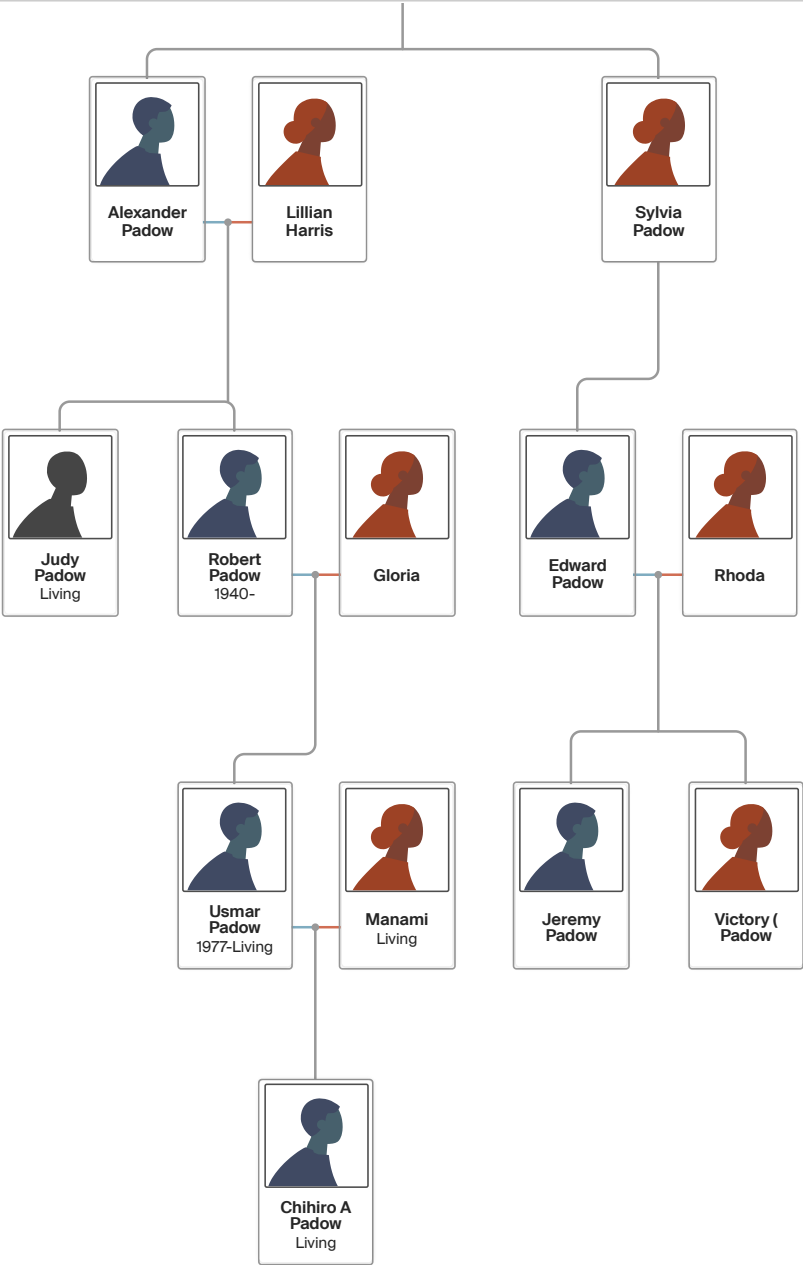 Alexander
Padow
Lillian
Harris
Sylvia
Padow
Judy
Padow
Living
Robert
Padow
1940-
Gloria
Edward
Padow
Rhoda
Usmar
Padow
1977-Living
Manami
Living
Jeremy
Padow
Victory (
Padow
Chihiro A
Padow
Living